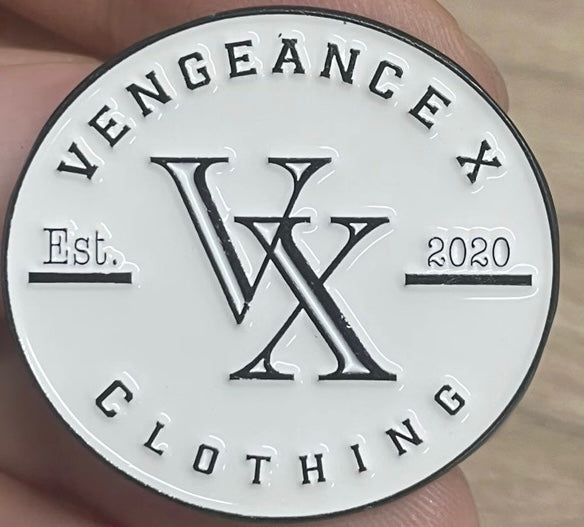 VENGEANCE X
VX
Est. 2020
CLOTHING